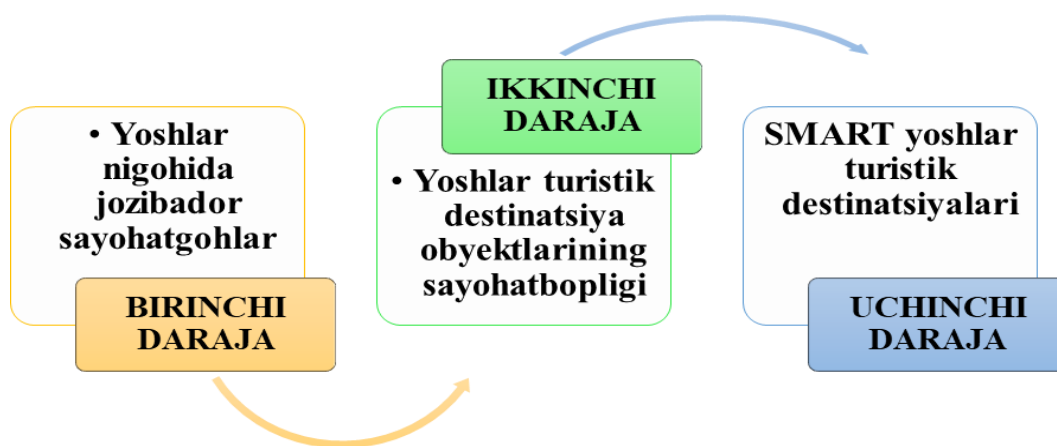 • Yoshlar
nigohida
jozibador
sayohatgohlar
BIRINCHI
DARAJA
IKKINCHI
DARAJA
• Yoshlar turistik
destinatsiya
obyektlarining
sayohatbopligi
SMART yoshlar
turistik
destinatsiyalari
UCHINCHI
DARAJA